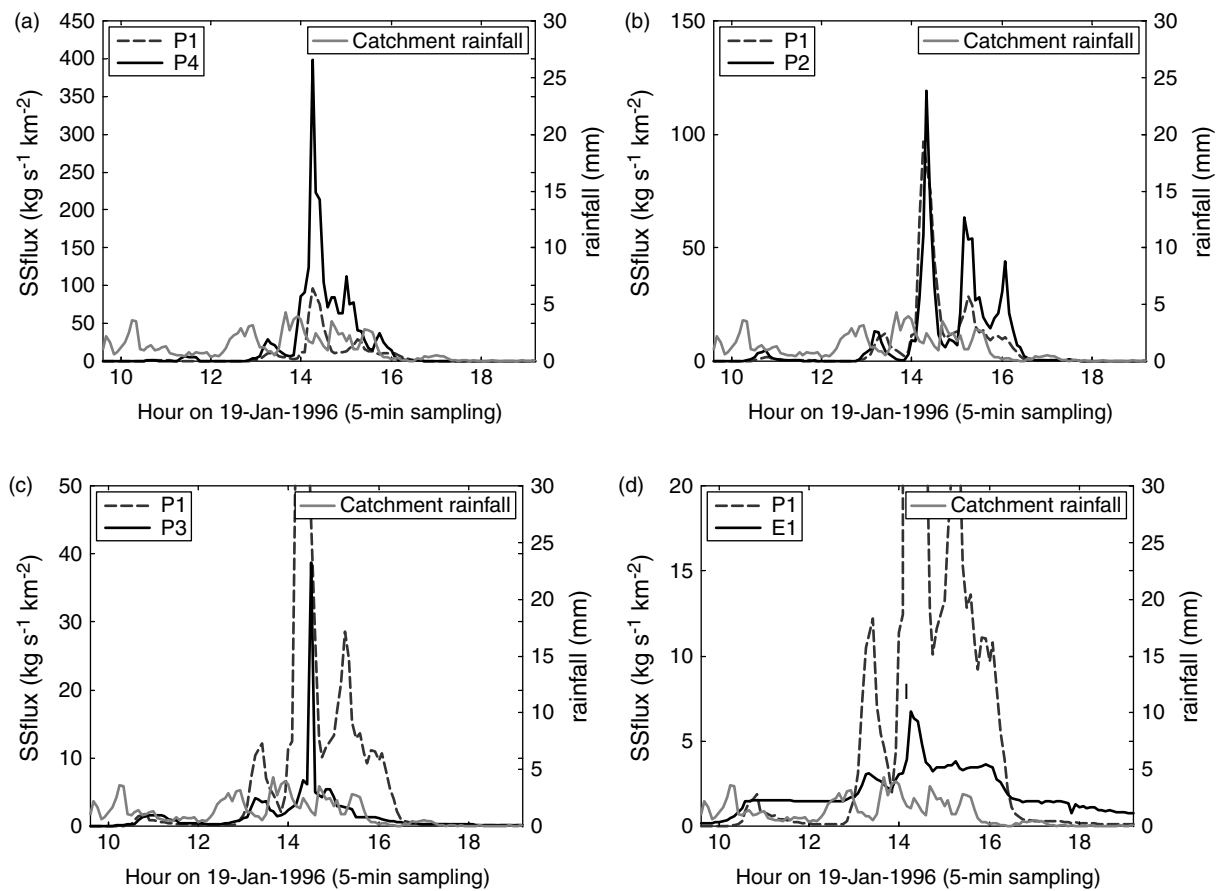 (a)
450
400
350
300
250
200
150
100
50
0
SSflux (kg s-1 km-2)
P1
P4
Catchment rainfall
30
25
20
15
10
5
0
rainfall (mm)
10 12 14 16 18
Hour on 19-Jan-1996 (5-min sampling)
(b)
150
100
50
0
SSflux (kg s-1 km-2)
P1
P2
Catchment rainfall
30
25
20
15
10
5
0
rainfall (mm)
10 12 14 16 18
Hour on 19-Jan-1996 (5-min sampling)
(c)
50
40
30
20
10
0
SSflux (kg s-1 km-2)
P1
P3
Catchment rainfall
30
25
20
15
10
5
0
rainfall (mm)
10 12 14 16 18
Hour on 19-Jan-1996 (5-min sampling)
(d)
20
15
10
5
0
SSflux (kg s-1 km-2)
P1
E1
Catchment rainfall
30
25
20
15
10
5
0
rainfall (mm)
10 12 14 16 18
Hour on 19-Jan-1996 (5-min sampling)